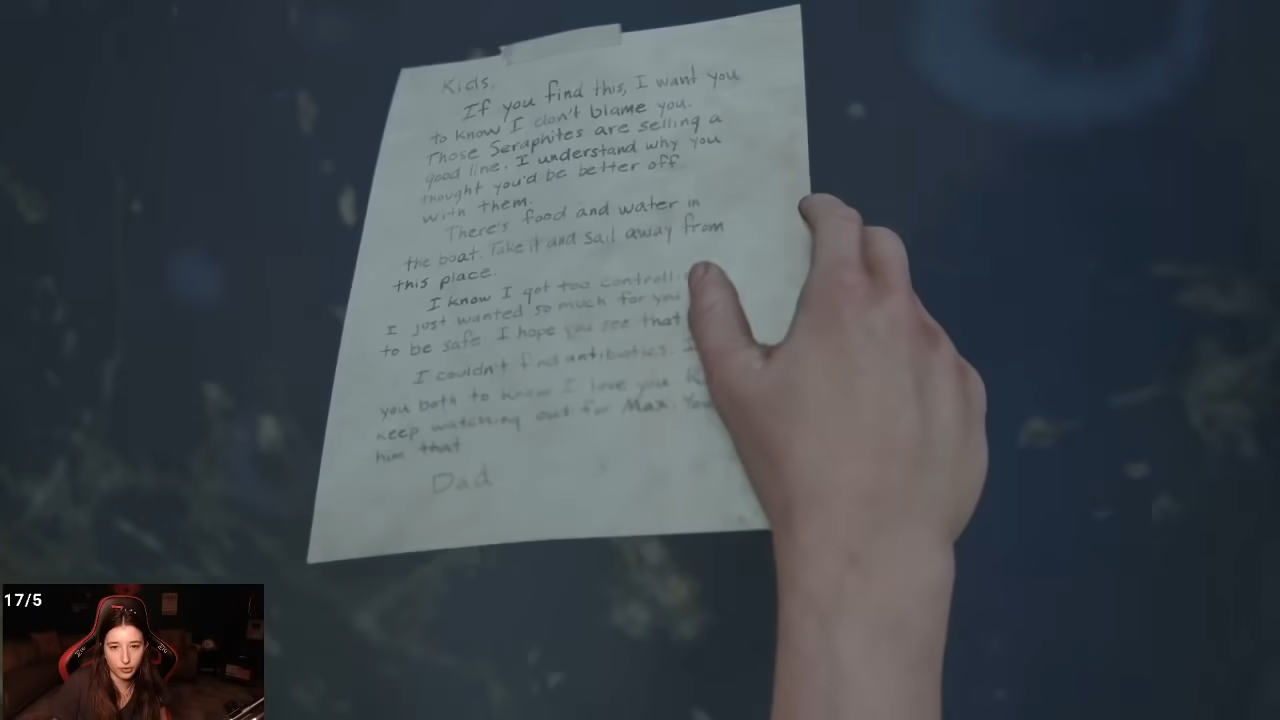 Kids,
If you find this, I want you
to know I don't blame you.
Those Seraphites are selling a
good line. I understand why you
thought you'd be better off
with them.
There's food and water in
the boat. Take it and sail away from
this place.
I know I got too controlli
I just wanted so much for you
to be safe I hope you see that
I couldn't find antibiotics.
you both to know I love you
keep watching out for Max. You
him that
Dad
17/5